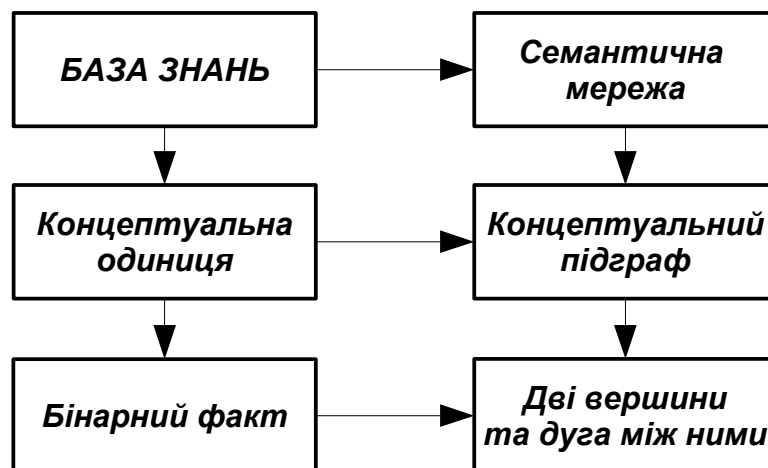 БАЗА ЗНАНЬ
Семантична
мережа
Концептуальна
одиниця
Концептуальний
підграф
Бінарний факт
Дві вершини
та дуга між ними